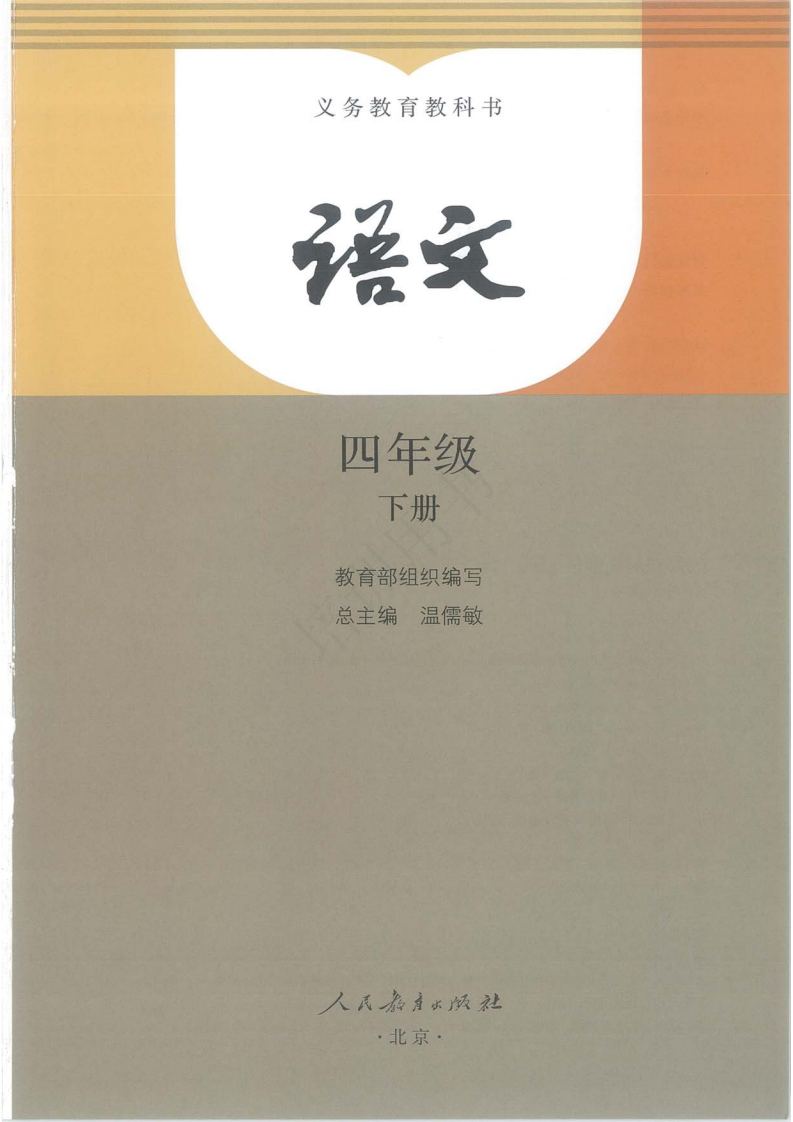 义务教育教科书
语文
四年级
下册
教育部组织编写
总主编 温儒敏
人民教育出版社
·北京·